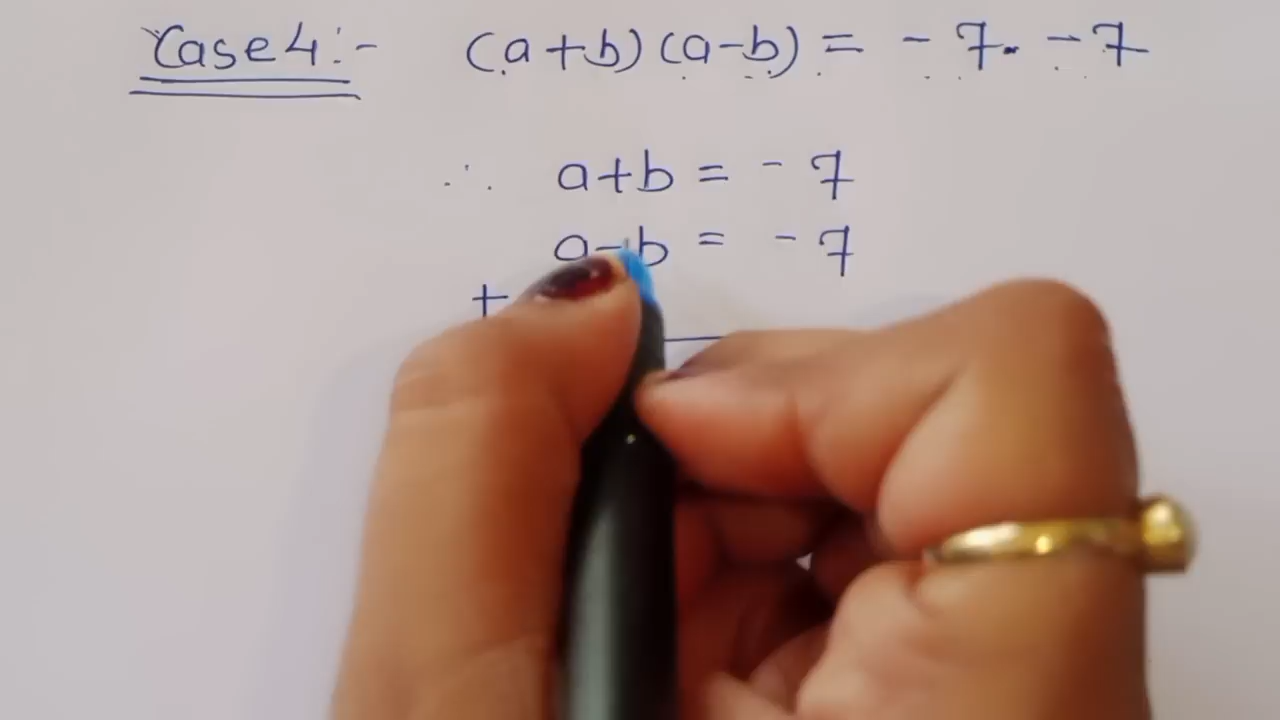 Case 4:- (a+b)(a-b) = -7. -7
∴ a+b = -7
a-b = -7
+